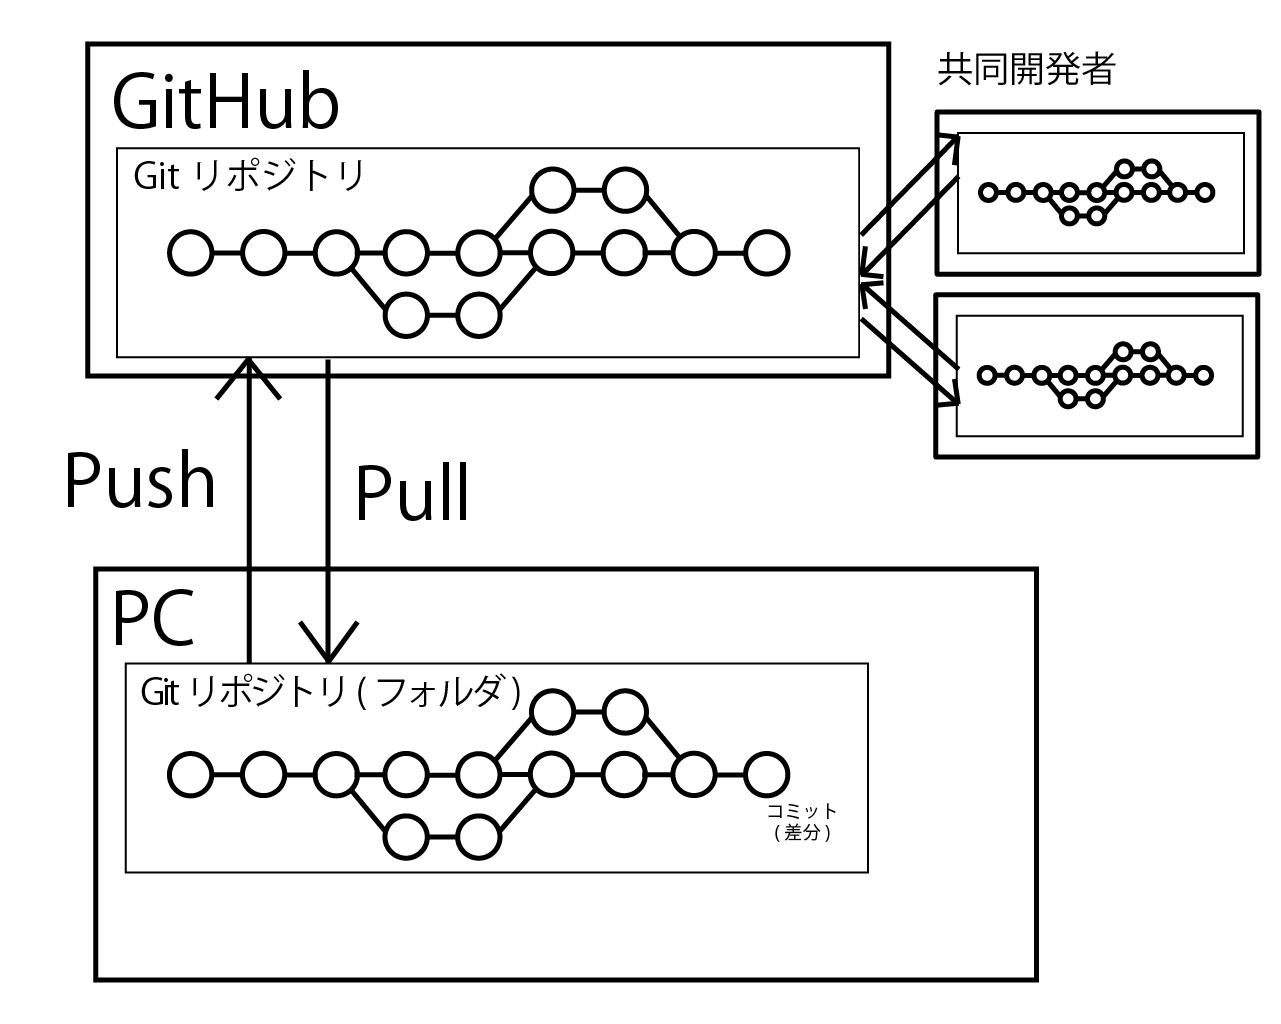 GitHub
Git リポジトリ
共同開発者
Push
Pull
PC
Git リポジトリ ( フォルダ )
コミット
( 差分 )